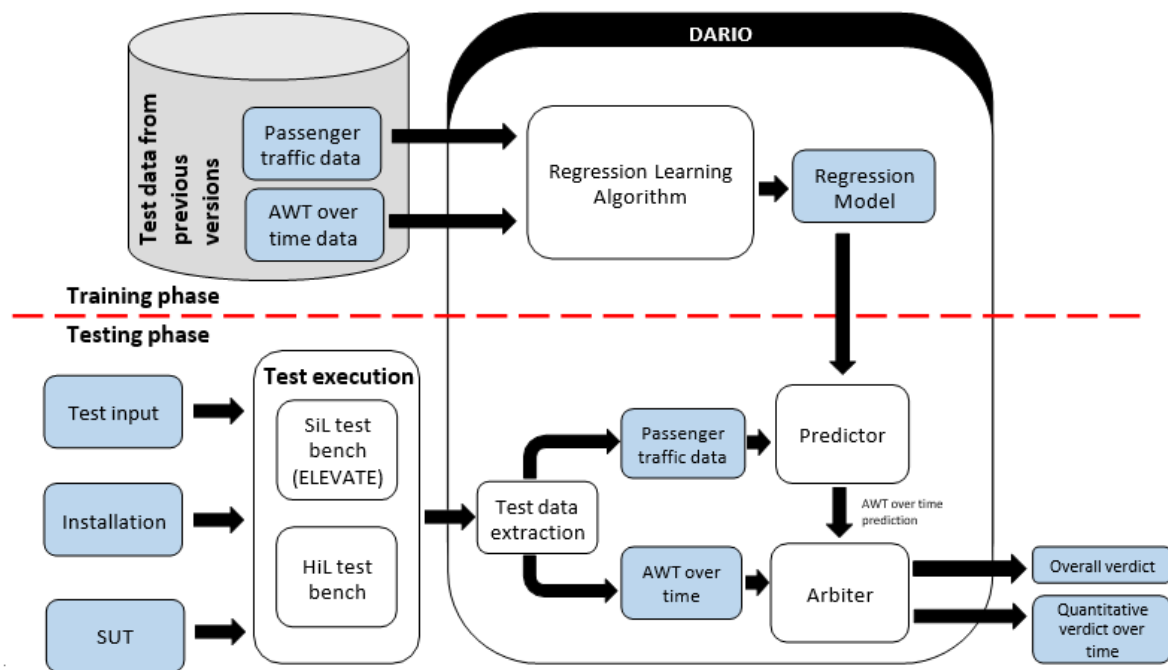 DARIO
Test data from
previous
versions
Passenger
traffic data
AWT over
time data
Regression Learning
Algorithm
Regression
Model
Training phase
Testing phase
Test input
Installation
SUT
Test execution
SiL test
bench
(ELEVATE)
HiL test
bench
Test data
extraction
Passenger
traffic data
AWT over
time
Predictor
AWT over time
prediction
Arbiter
Overall verdict
Quantitative
verdict over
time